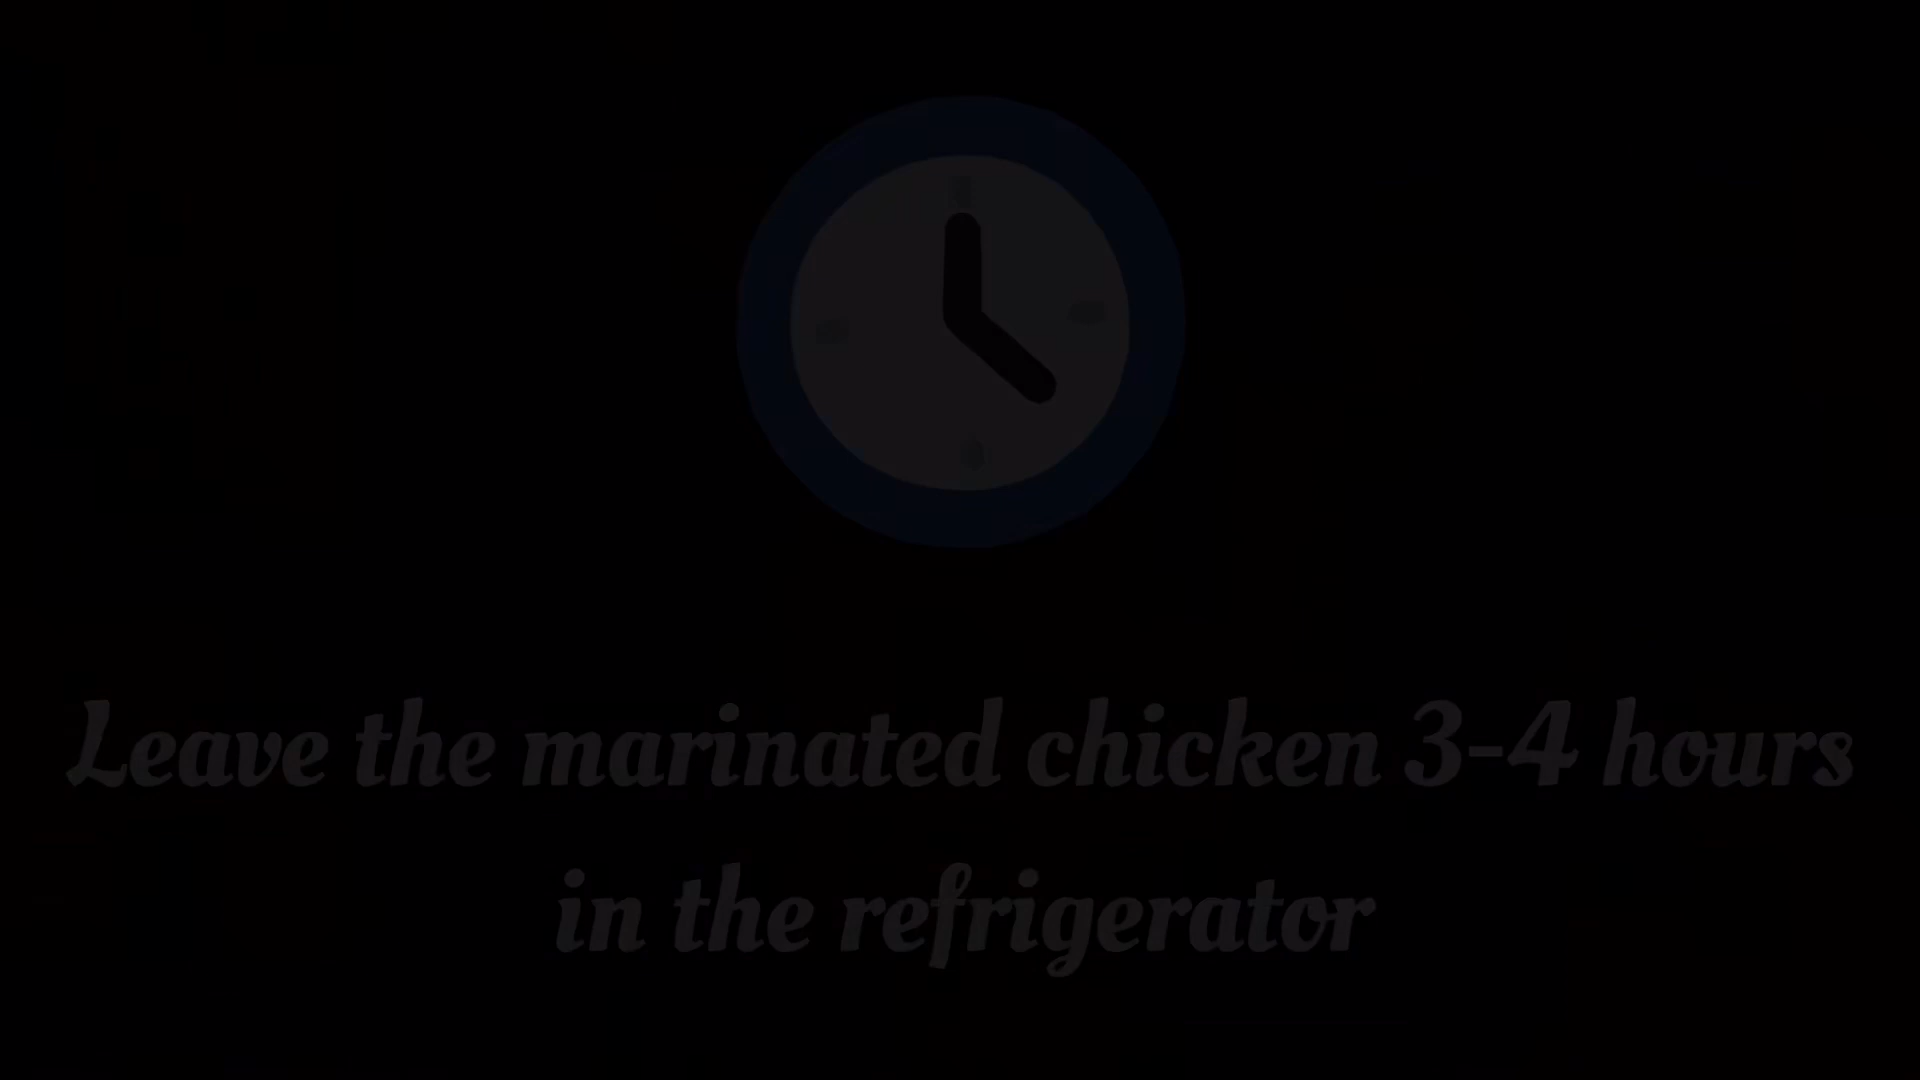 Leave the marinated chicken 3-4 hours
in the refrigerator